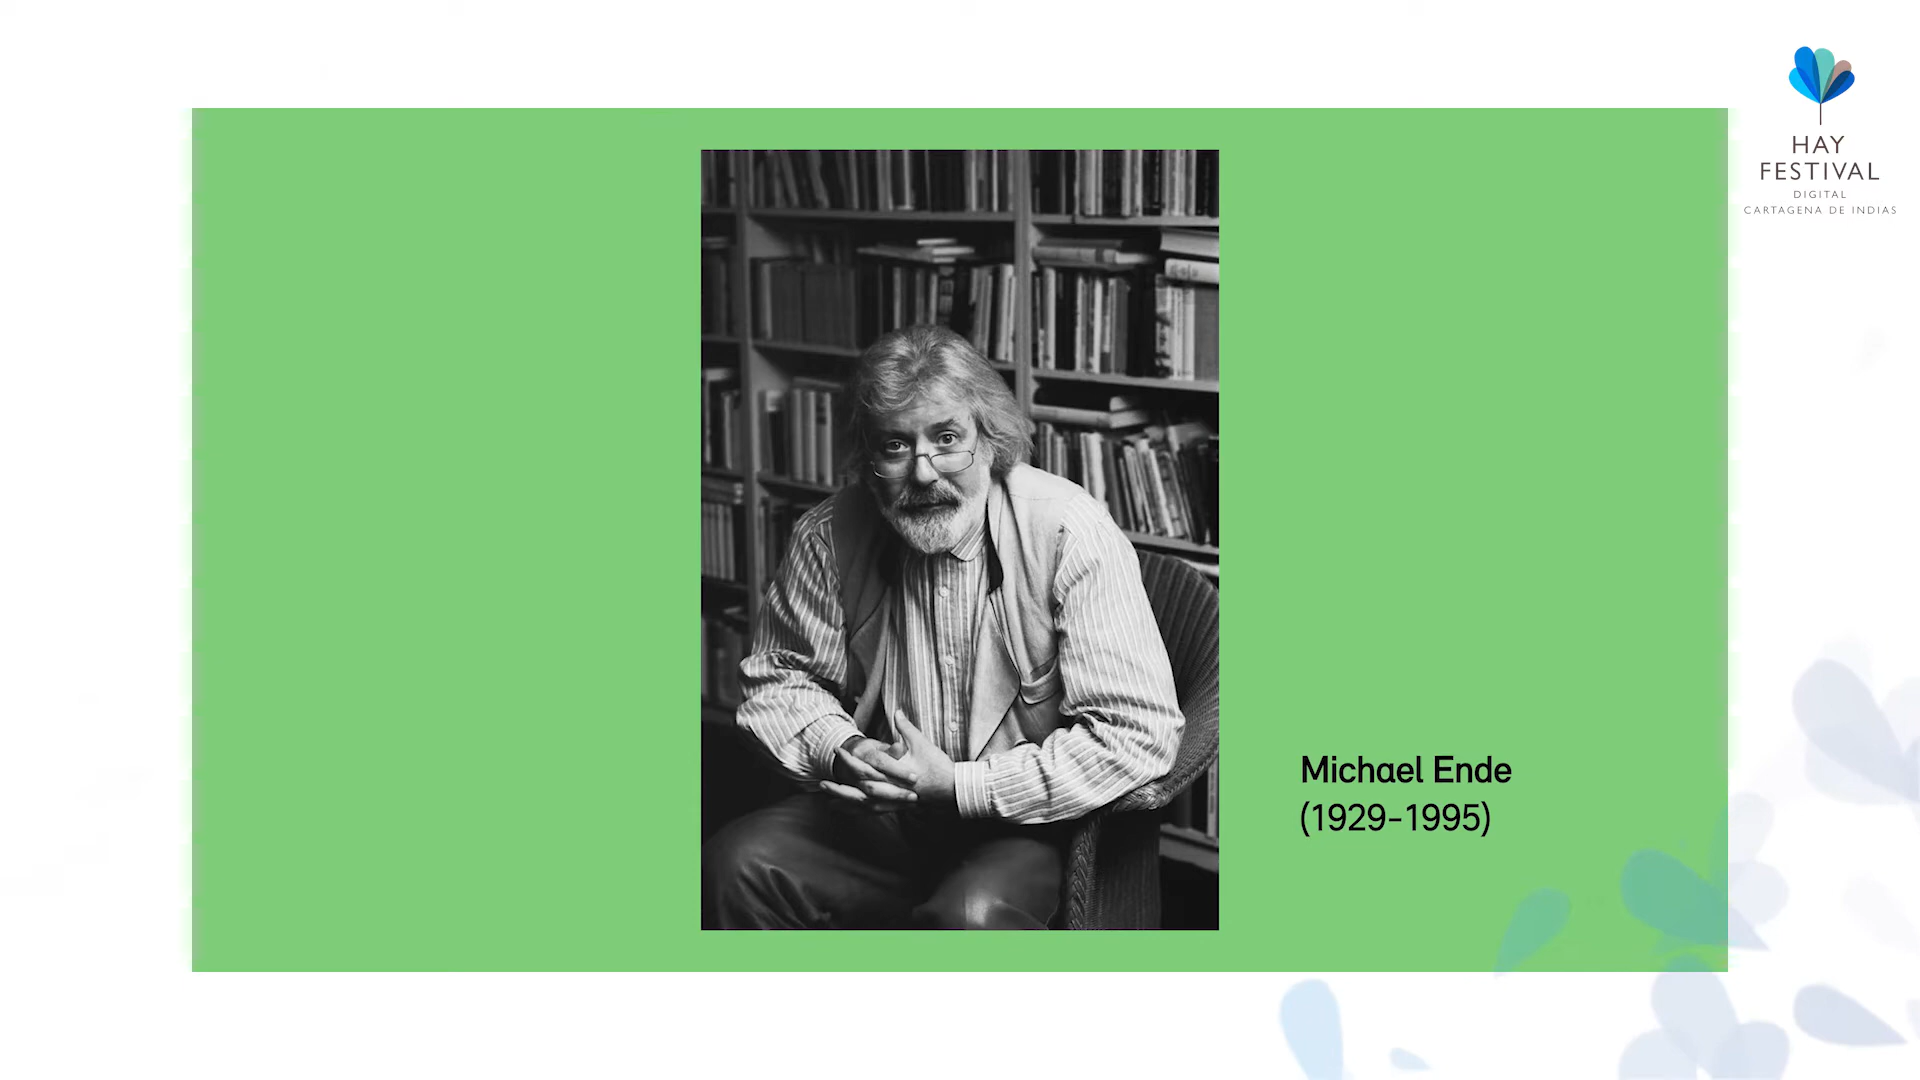 HAY
FESTIVAL
DIGITAL
CARTAGENA DE INDIAS
Michael Ende
(1929-1995)